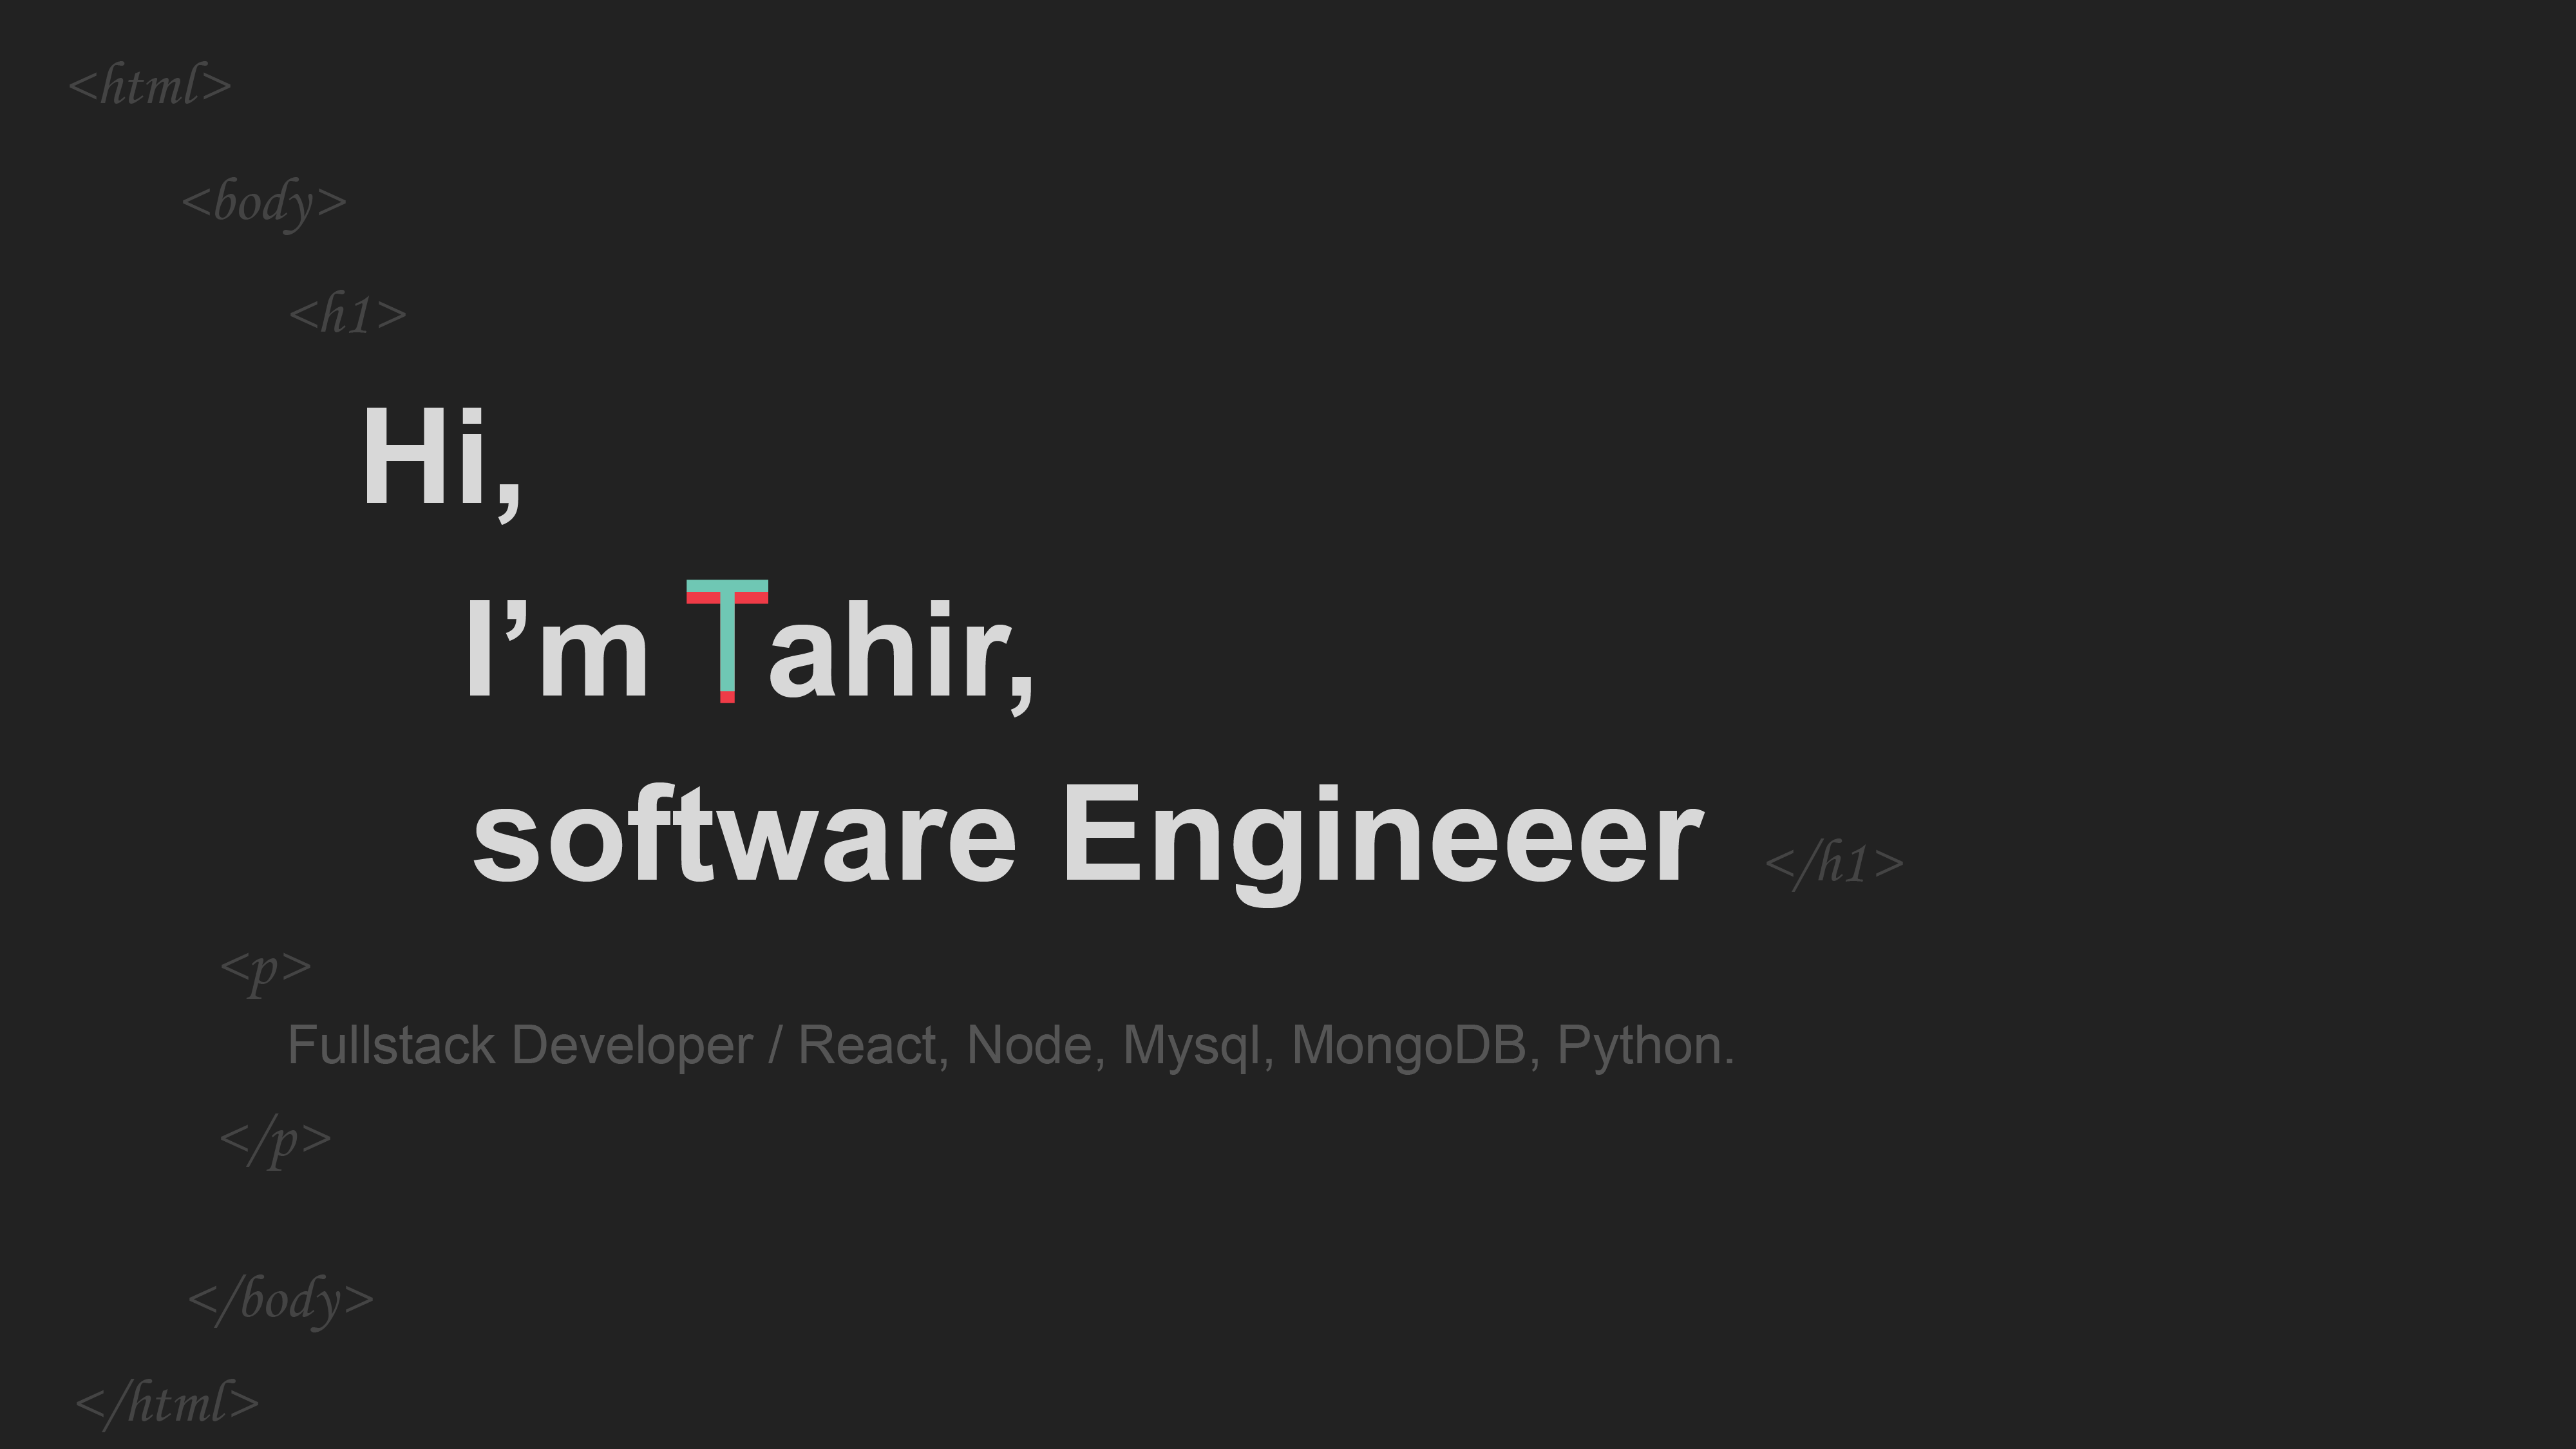 <html>
<body>
<h1>
Hi,
I’m Tahir,
software Engineeer </h1>
<p>
Fullstack Developer / React, Node, Mysql, MongoDB, Python.
</p>
</body>
</html>